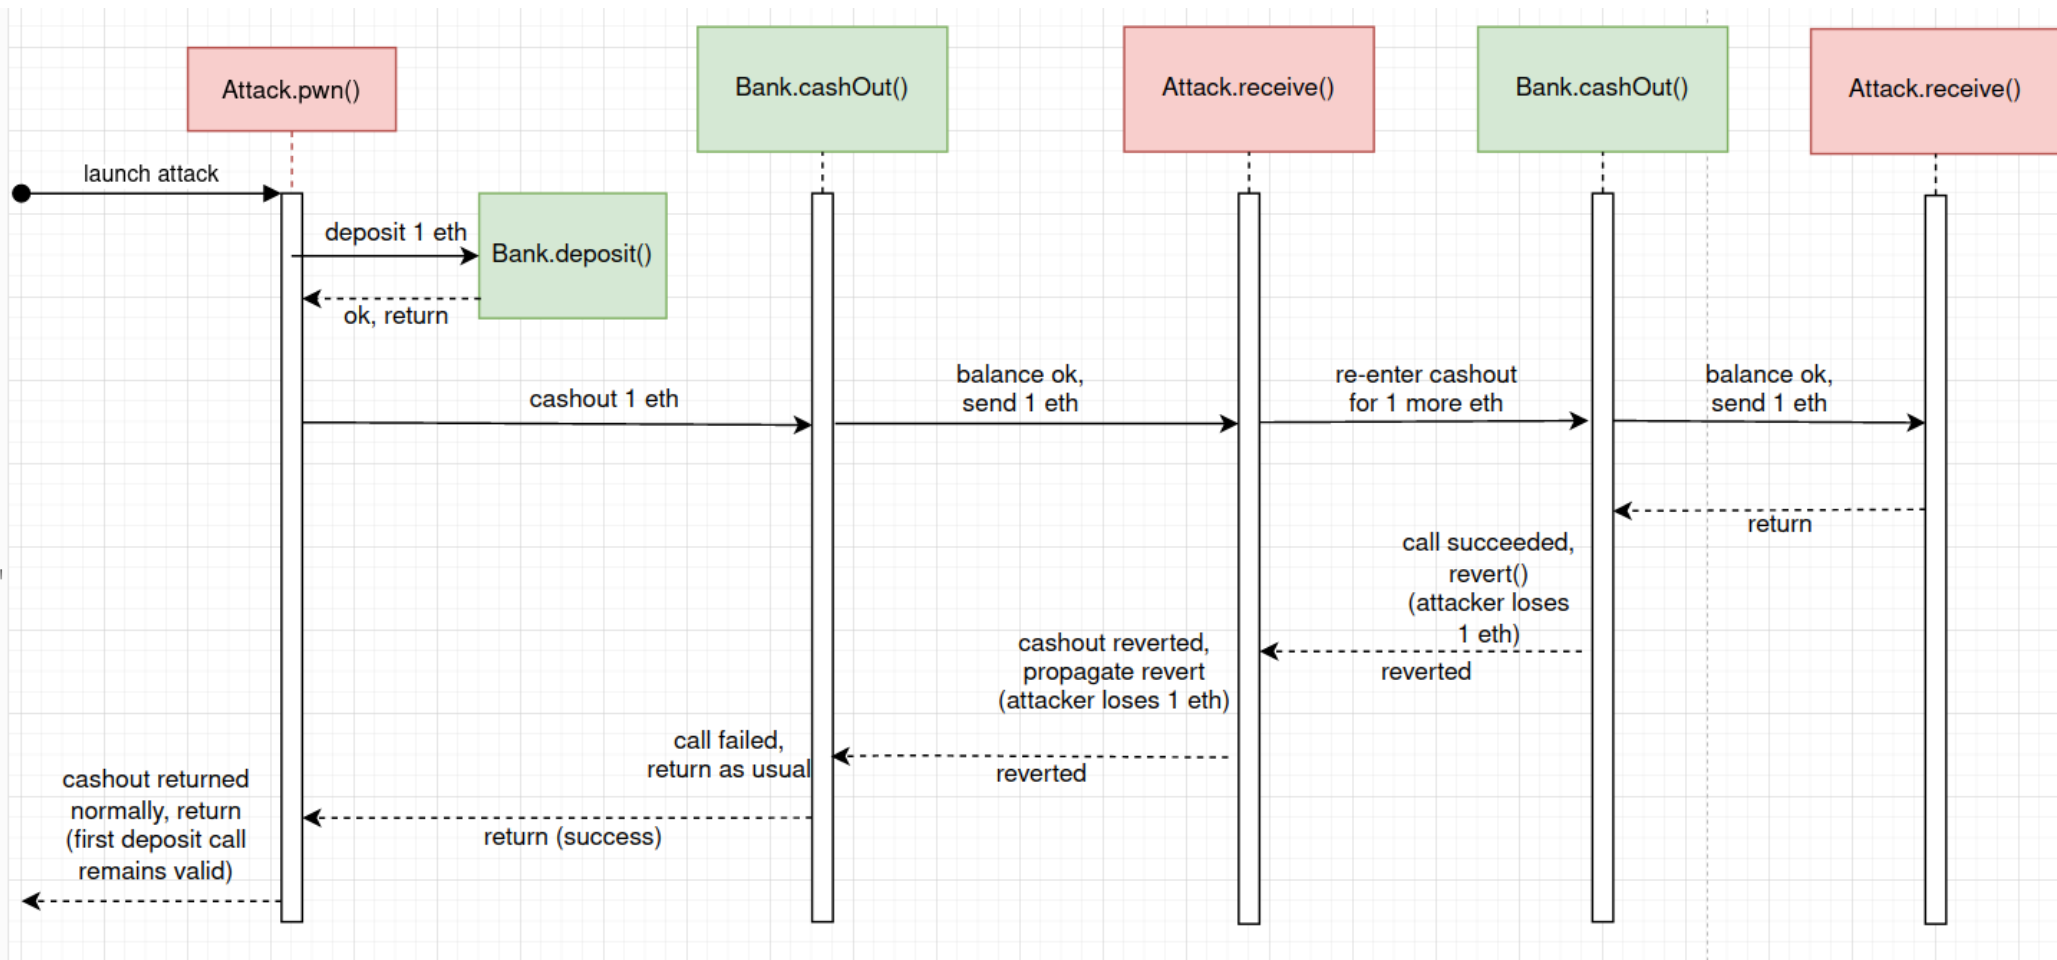 Attack.pwn()
Bank.cashOut()
Attack.receive()
Bank.cashOut()
Attack.receive()
launch attack
deposit 1 eth
Bank.deposit()
ok, return
cashout 1 eth
balance ok,
send 1 eth
re-enter cashout
for 1 more eth
balance ok,
send 1 eth
return
call succeeded,
revert()
(attacker loses
1 eth)
reverted
cashout reverted,
propagate revert
(attacker loses 1 eth)
reverted
call failed,
return as usual
return (success)
cashout returned
normally, return
(first deposit call
remains valid)